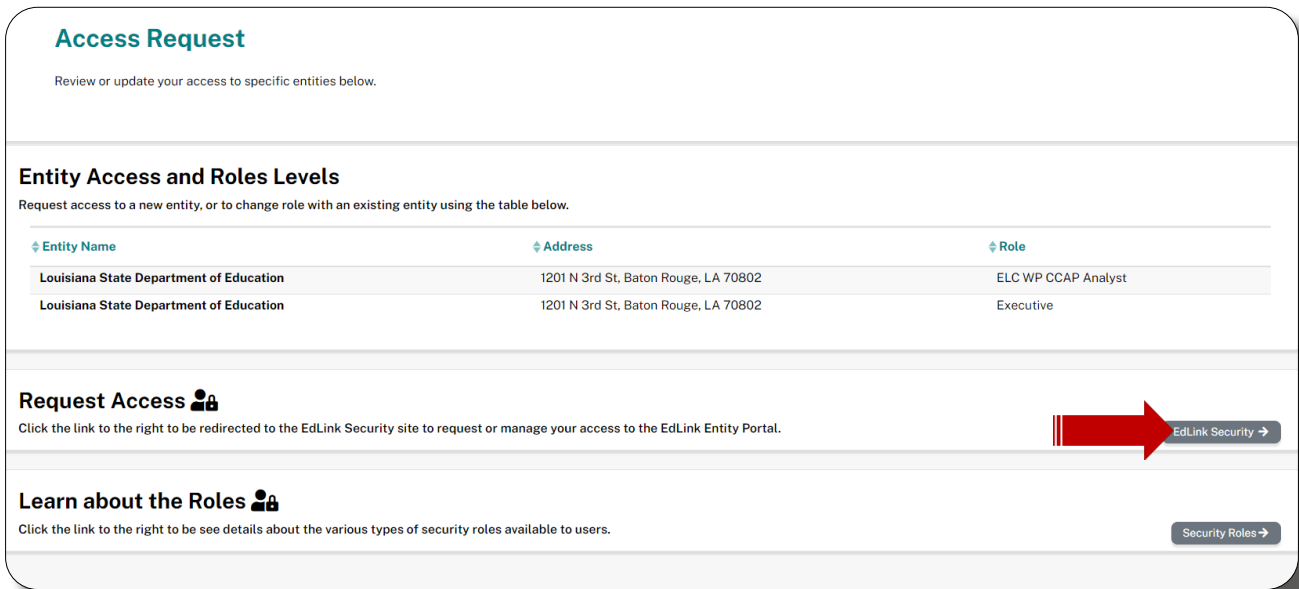 Access Request
Review or update your access to specific entities below.
Entity Access and Roles Levels
Request access to a new entity, or to change role with an existing entity using the table below.
Entity Name Address Role
Louisiana State Department of Education 1201 N 3rd St, Baton Rouge, LA 70802 ELC WP CCAP Analyst
Louisiana State Department of Education 1201 N 3rd St, Baton Rouge, LA 70802 Executive
Request Access
Click the link to the right to be redirected to the EdLink Security site to request or manage your access to the EdLink Entity Portal.
EdLink Security
Learn about the Roles
Click the link to the right to be see details about the various types of security roles available to users.
Security Roles